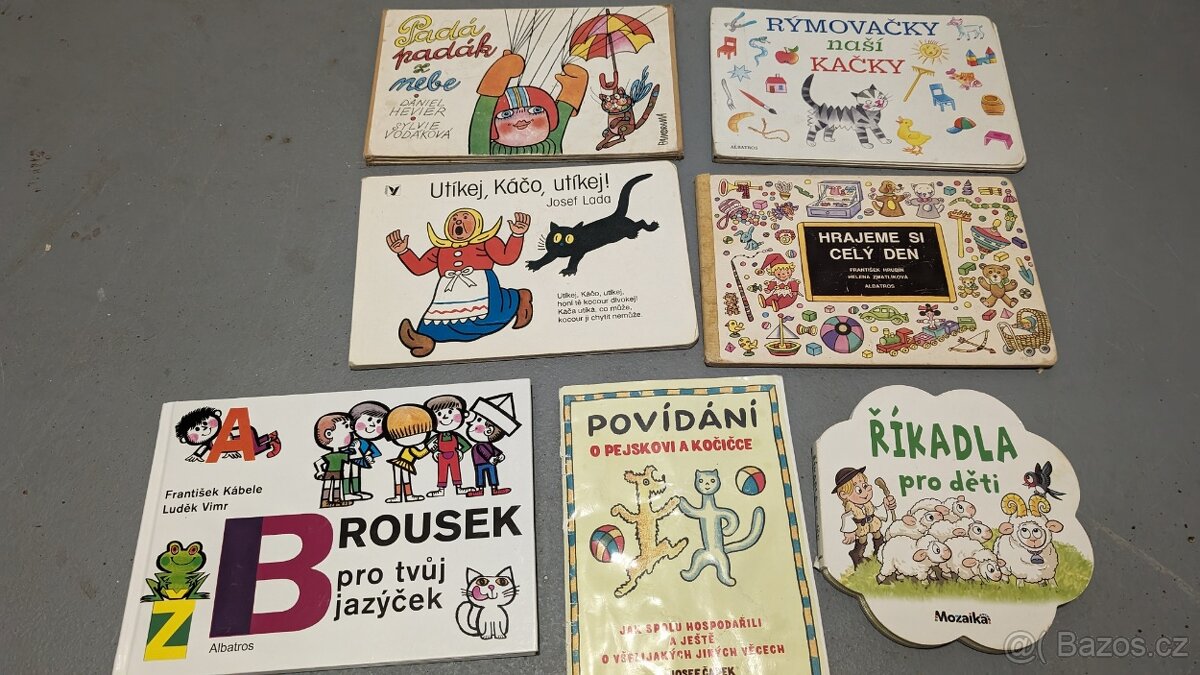 Padá
padák
z
nebe
DANIEL
HEVIER
SYLVIE
VODÁKOVÁ
PANORAMA
RÝMOVAČKY
naší
KAČKY
ALBATROS
Utíkej, Káčo, utíkej!
Josef Lada
Utíkej, Káčo, utíkej,
honí tě kocour divokej!
Káča utíká, co může,
kocour ji chytit nemůže.
HRAJEME SI
CELÝ DEN
FRANTIŠEK HRUBÍN
HELENA ZMATLÍKOVÁ
ALBATROS
A
František Kábele
Luděk Vimr
BROUSEK
pro tvůj
jazýček
Z
Albatros
POVÍDÁNÍ
O PEJSKOVI A KOČIČCE
JAK SPOLU HOSPODAŘILI
A JEŠTĚ
O VŠELIJAKÝCH JINÝCH VĚCECH
JOSEF ČAPEK
ŘÍKADLA
pro děti
Mozaika
Bazos.cz